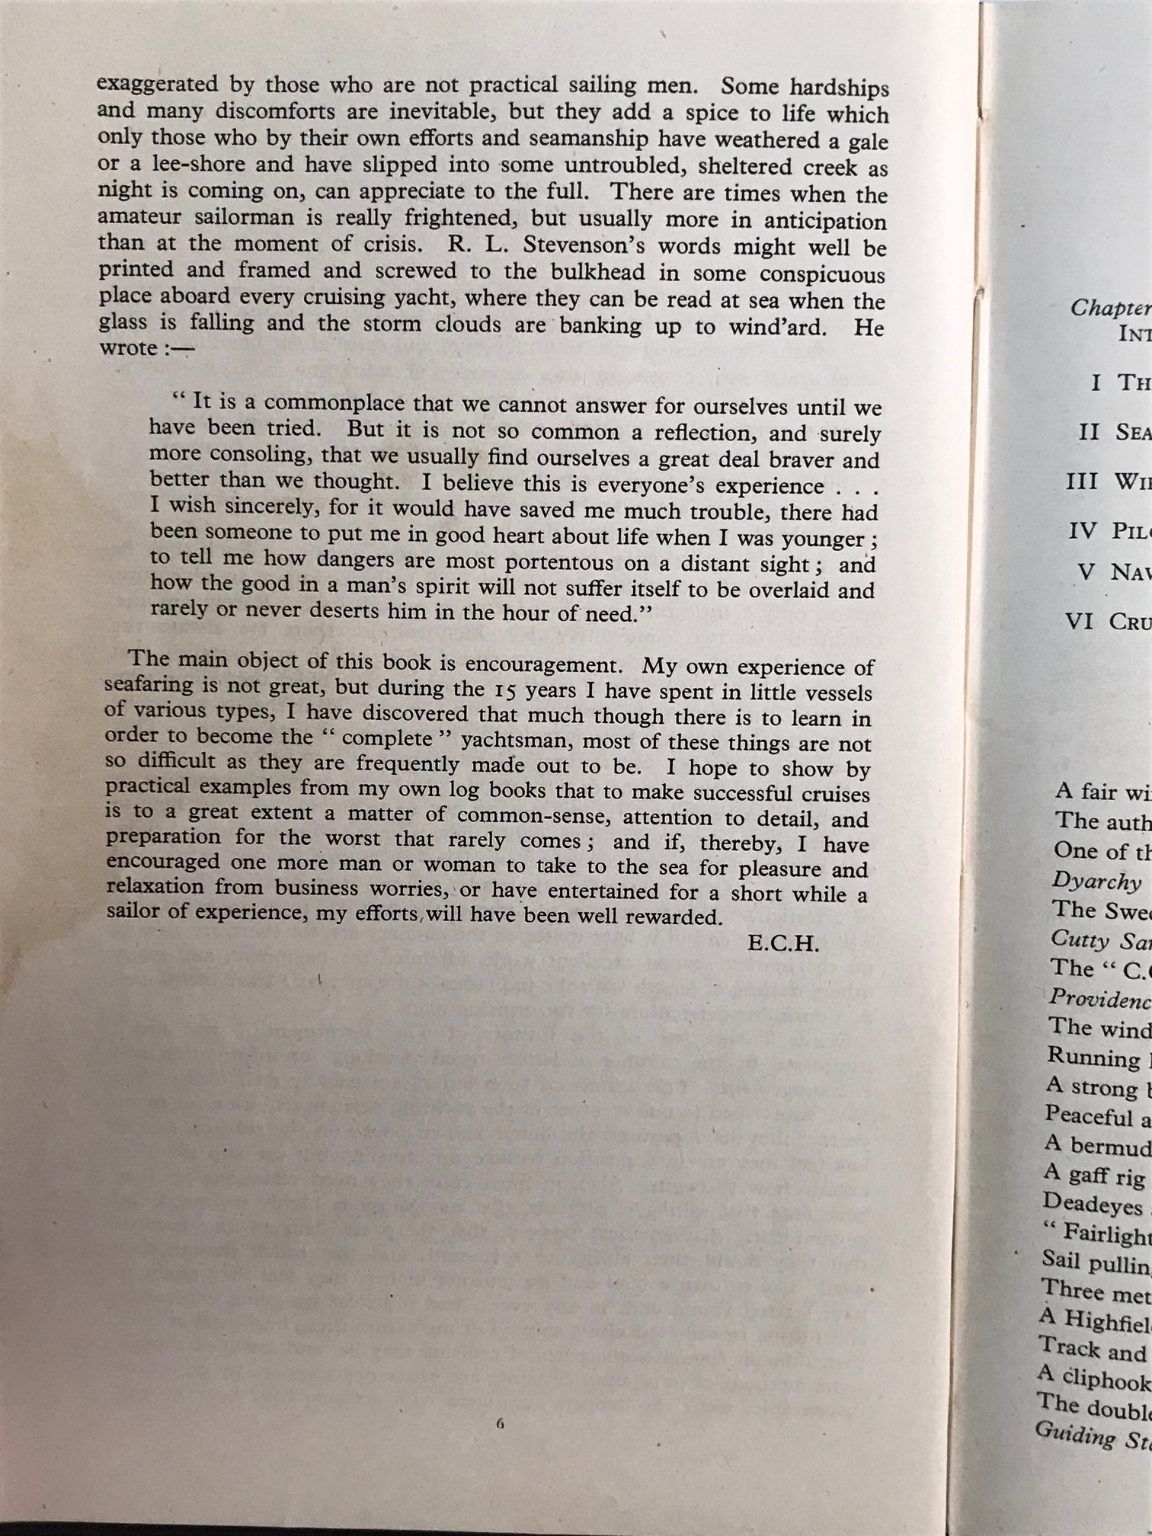 exaggerated by those who are not practical sailing men. Some hardships
and many discomforts are inevitable, but they add a spice to life which
only those who by their own efforts and seamanship have weathered a gale
or a lee-shore and have slipped into some untroubled, sheltered creek as
night is coming on, can appreciate to the full. There are times when the
amateur sailorman is really frightened, but usually more in anticipation
than at the moment of crisis. R. L. Stevenson's words might well be
printed and framed and screwed to the bulkhead in some conspicuous
place aboard every cruising yacht, where they can be read at sea when the
glass is falling and the storm clouds are banking up to wind'ard. He
wrote :—
“ It is a commonplace that we cannot answer for ourselves until we
have been tried. But it is not so common a reflection, and surely
more consoling, that we usually find ourselves a great deal braver and
better than we thought. I believe this is everyone's experience . . .
I wish sincerely, for it would have saved me much trouble, there had
been someone to put me in good heart about life when I was younger ;
to tell me how dangers are most portentous on a distant sight ; and
how the good in a man's spirit will not suffer itself to be overlaid and
rarely or never deserts him in the hour of need.”
The main object of this book is encouragement. My own experience of
seafaring is not great, but during the 15 years I have spent in little vessels
of various types, I have discovered that much though there is to learn in
order to become the “ complete ” yachtsman, most of these things are not
so difficult as they are frequently made out to be. I hope to show by
practical examples from my own log books that to make successful cruises
is to a great extent a matter of common-sense, attention to detail, and
preparation for the worst that rarely comes ; and if, thereby, I have
encouraged one more man or woman to take to the sea for pleasure and
relaxation from business worries, or have entertained for a short while a
sailor of experience, my efforts will have been well rewarded.
E.C.H.
6
Chapter
INT
I TH
II SEA
III WI
IV PIL
V NAV
VI CRU
A fair wi
The auth
One of th
Dyarchy
The Swe
Cutty Sar
The “ C.
Providenc
The wind
Running
A strong
Peaceful a
A bermud
A gaff rig
Deadeyes
“ Fairlight
Sail pullin
Three met
A Highfiel
Track and
A cliphook
The double
Guiding St